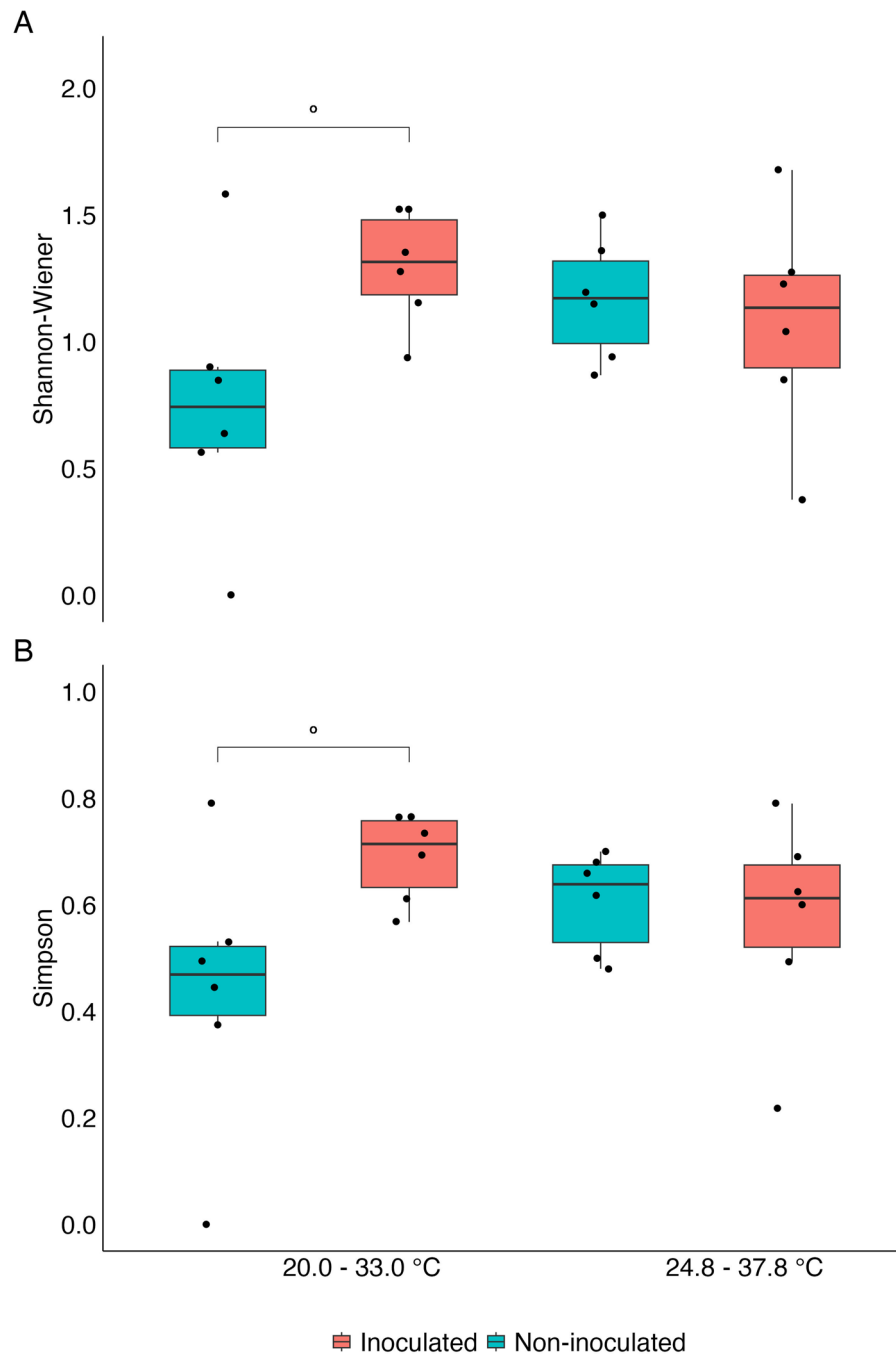 A
2.0
1.5
1.0
0.5
0.0
Shannon-Wiener
o
B
1.0
0.8
0.6
0.4
0.2
0.0
Simpson
o
20.0 - 33.0 °C
24.8 - 37.8 °C
Inoculated
Non-inoculated